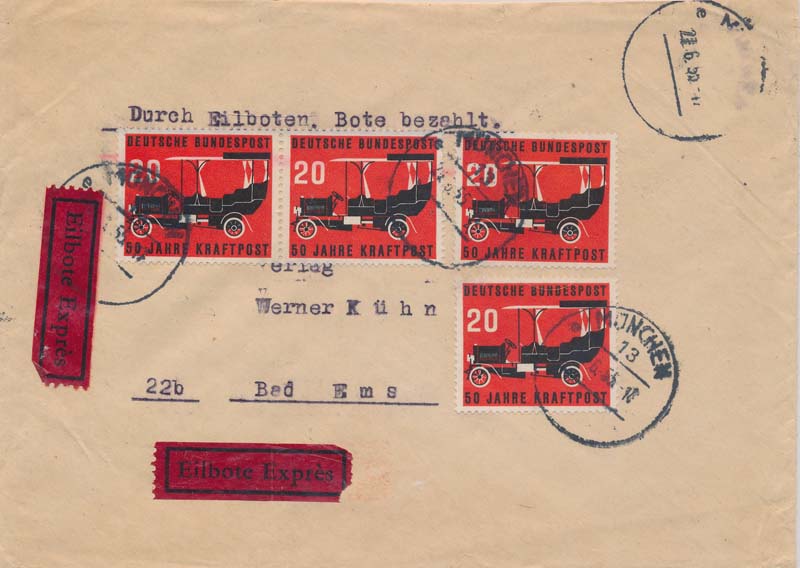 Durch Eilboten. Bote bezahlt.
DEUTSCHE BUNDESPOST
20
50 JAHRE KRAFTPOST
DEUTSCHE BUNDESPOST
20
50 JAHRE KRAFTPOST
DEUTSCHE BUNDESPOST
20
50 JAHRE KRAFTPOST
MÜNCHEN
Eilbote Exprès
Werner Kühn
DEUTSCHE BUNDESPOST
20
50 JAHRE KRAFTPOST
MÜNCHEN
13
22b Bad Ems
Eilbote Exprès